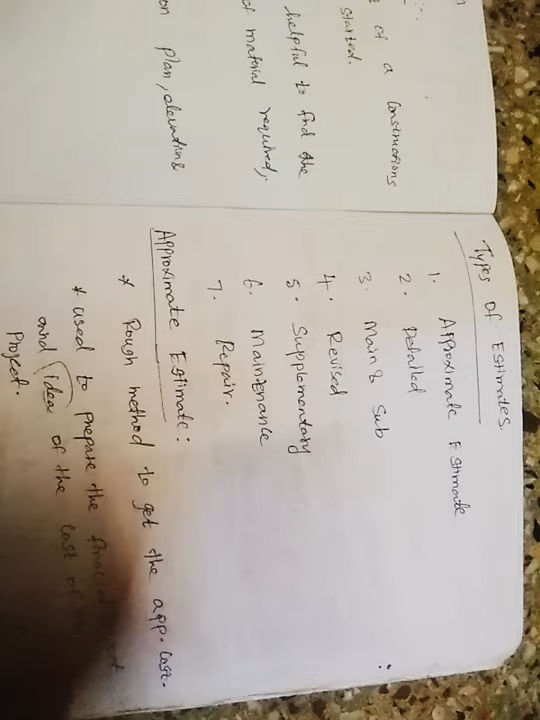 t of a Constructions
started.
helpful to find the
of material required,
on plan, elevations
Types of Estimates
1. Approximate Estimate
2. Detailed
3. Main & Sub
4. Revised
5. Supplementary
6. Maintenance
7. Repair.
Approximate Estimate:
* Rough method to get the app. cost.
* used to prepare the
and idea of the cost of
Project.